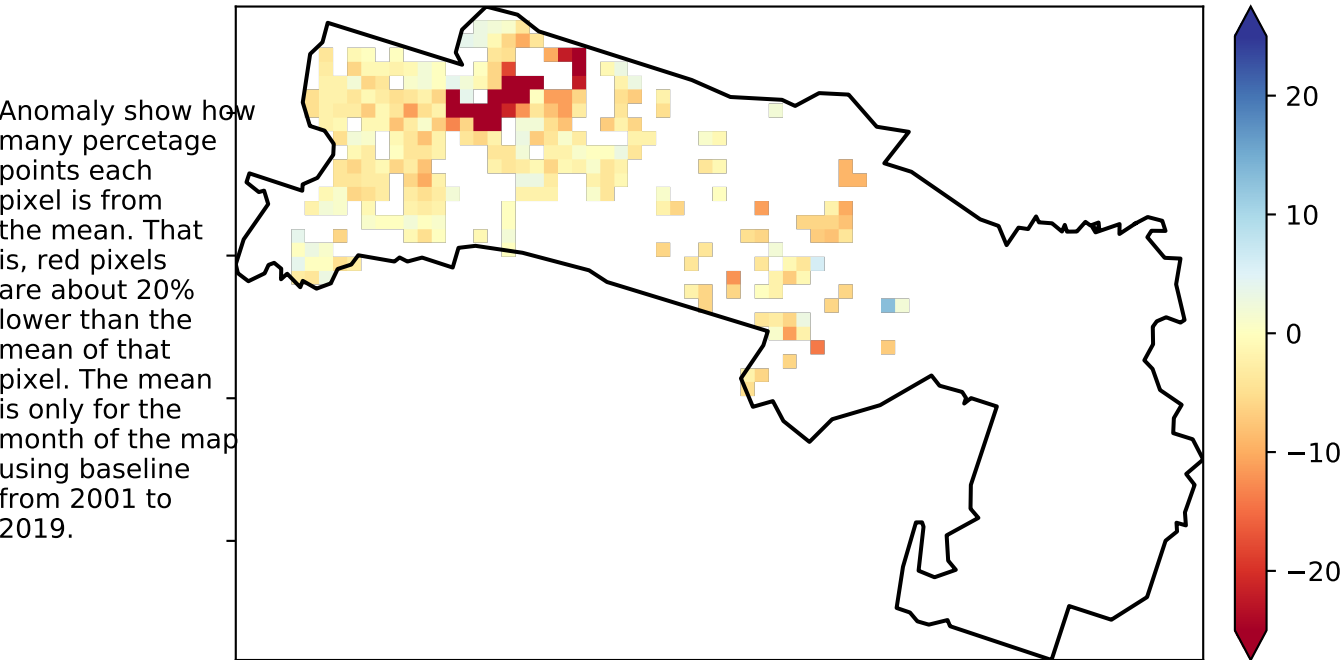 Anomaly show how
many percetage
points each
pixel is from
the mean. That
is, red pixels
are about 20%
lower than the
mean of that
pixel. The mean
is only for the
month of the map
using baseline
from 2001 to
2019.
20
10
0
−10
−20